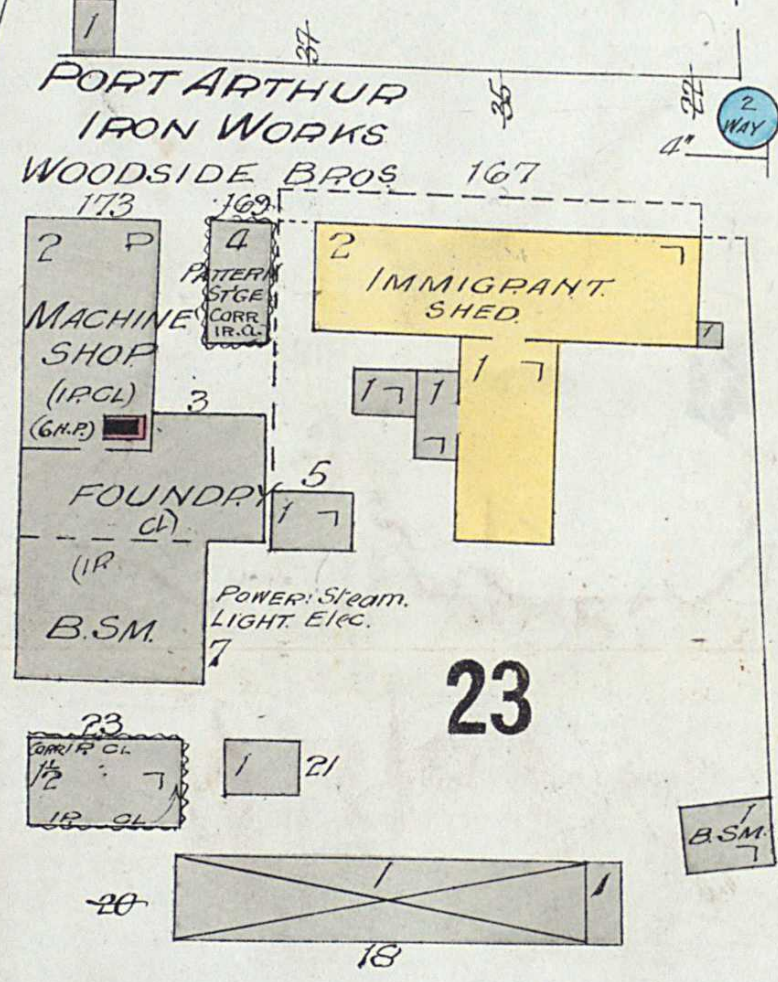 1
37
PORT ARTHUR
IRON WORKS
WOODSIDE BROS
35
22
2
WAY
4"
167
173
169
2 P
4
PATTERN
STGE
CORR
IR.CL.
MACHINE
SHOP
(IR.CL)
(6H.P.)
3
2
IMMIGRANT
SHED.
1
1
1
1
FOUNDRY
CL)
(IR
B.SM.
5
1
POWER: Steam.
LIGHT. Elec.
7
23
23
CORR IR CL
1½
IR CL
1
21
1
B.SM.
20
1
1
18